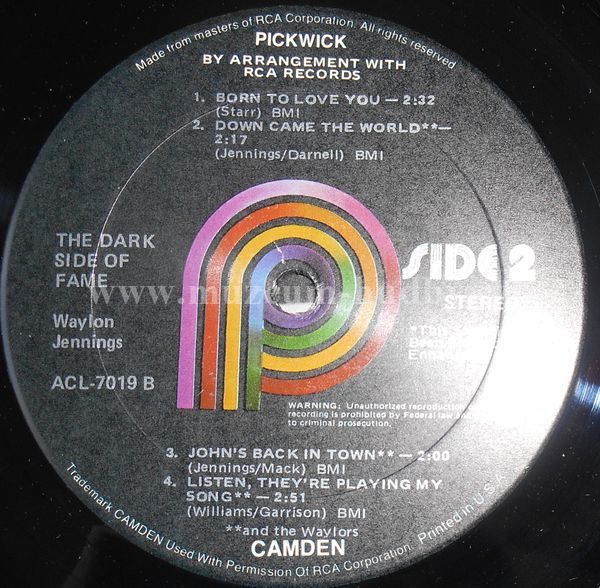 Made from masters of RCA Corporation. All rights reserved
PICKWICK
BY ARRANGEMENT WITH
RCA RECORDS
1. BORN TO LOVE YOU — 2:32
(Starr) BMI
2. DOWN CAME THE WORLD**—
2:17
(Jennings/Darnell) BMI
THE DARK
SIDE OF
FAME
Waylon
Jennings
ACL-7019 B
SIDE 2
STEREO
WARNING: Unauthorized reproduction
recording is prohibited by Federal law and
to criminal prosecution.
3. JOHN'S BACK IN TOWN** — 2:00
(Jennings/Mack) BMI
4. LISTEN, THEY'RE PLAYING MY
SONG** — 2:51
(Williams/Garrison) BMI
**and the Waylors
CAMDEN
Trademark CAMDEN Used With Permission Of RCA Corporation. Printed in U.S.A.